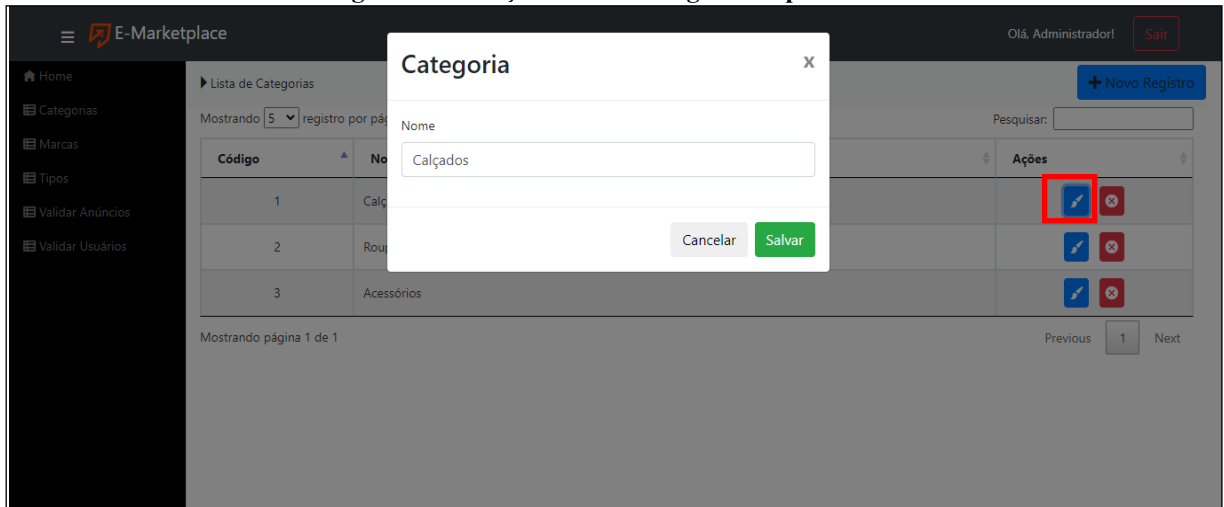 E-Marketplace
Olá, Administrador!
Sair
Home
Categorias
Marcas
Tipos
Validar Anúncios
Validar Usuários
Categoria
X
Nome
Calçados
Cancelar
Salvar
Lista de Categorias
Novo Registro
Mostrando 5 registro por
Pesquisar:
Código
Ações
1
2
3 Acessórios
Mostrando página 1 de 1
Previous 1 Next